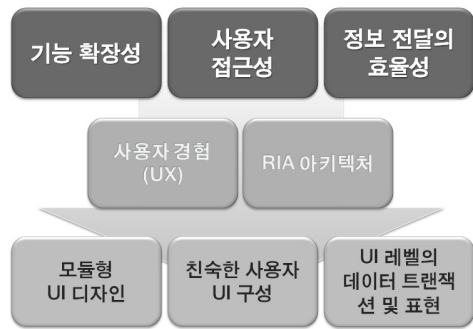 기능 확장성
사용자
접근성
정보 전달의
효율성
사용자 경험
(UX)
RIA 아키텍처
모듈형
UI 디자인
친숙한 사용자
UI 구성
UI 레벨의
데이터 트랜잭
션 및 표현